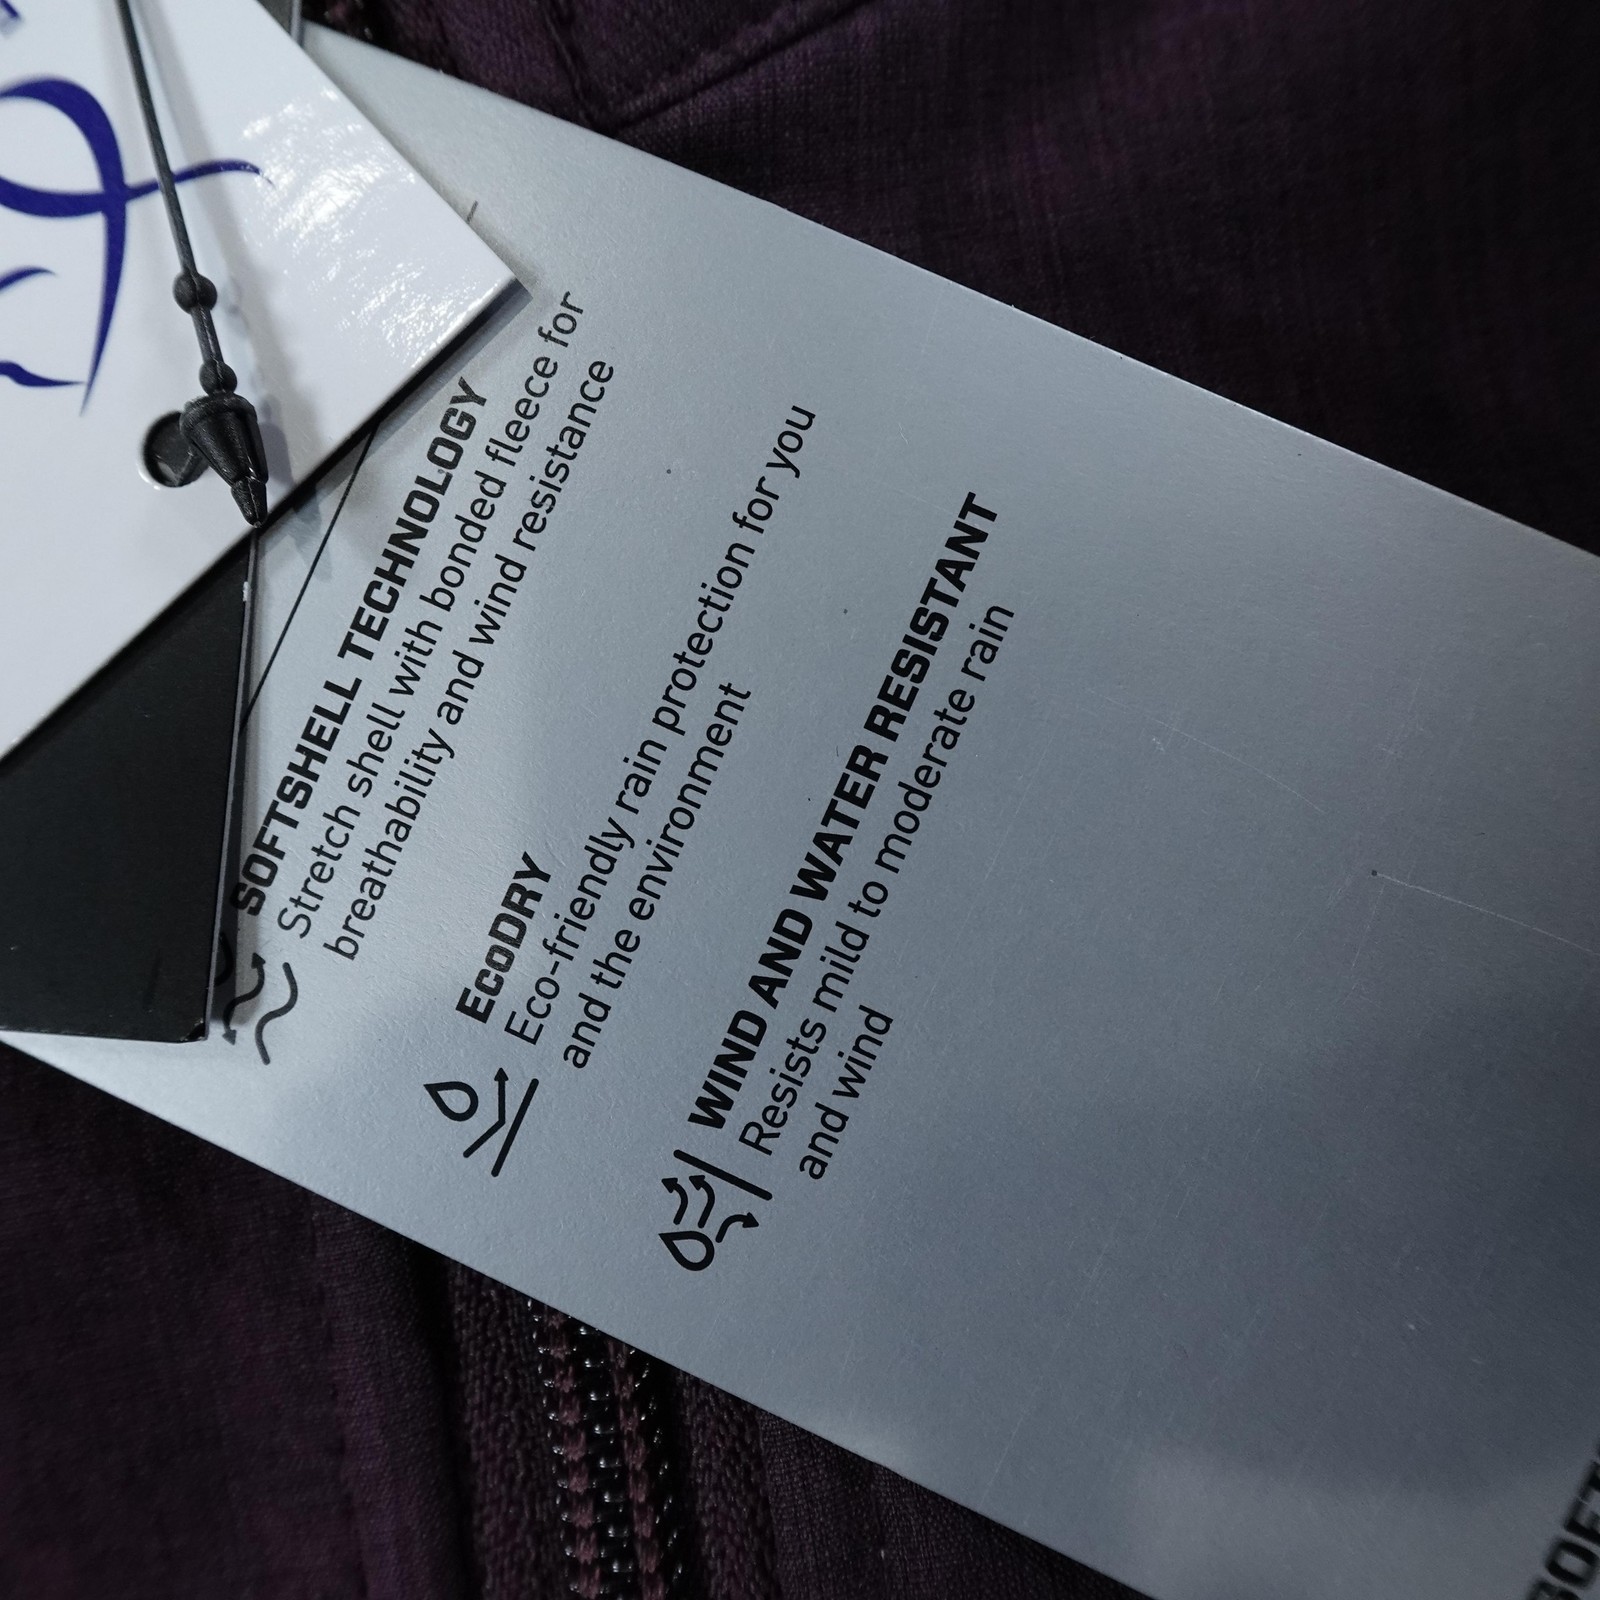 SOFTSHELL TECHNOLOGY
Stretch shell with bonded fleece for
breathability and wind resistance
EcoDRY
Eco-friendly rain protection for you
and the environment
WIND AND WATER RESISTANT
Resists mild to moderate rain
and wind